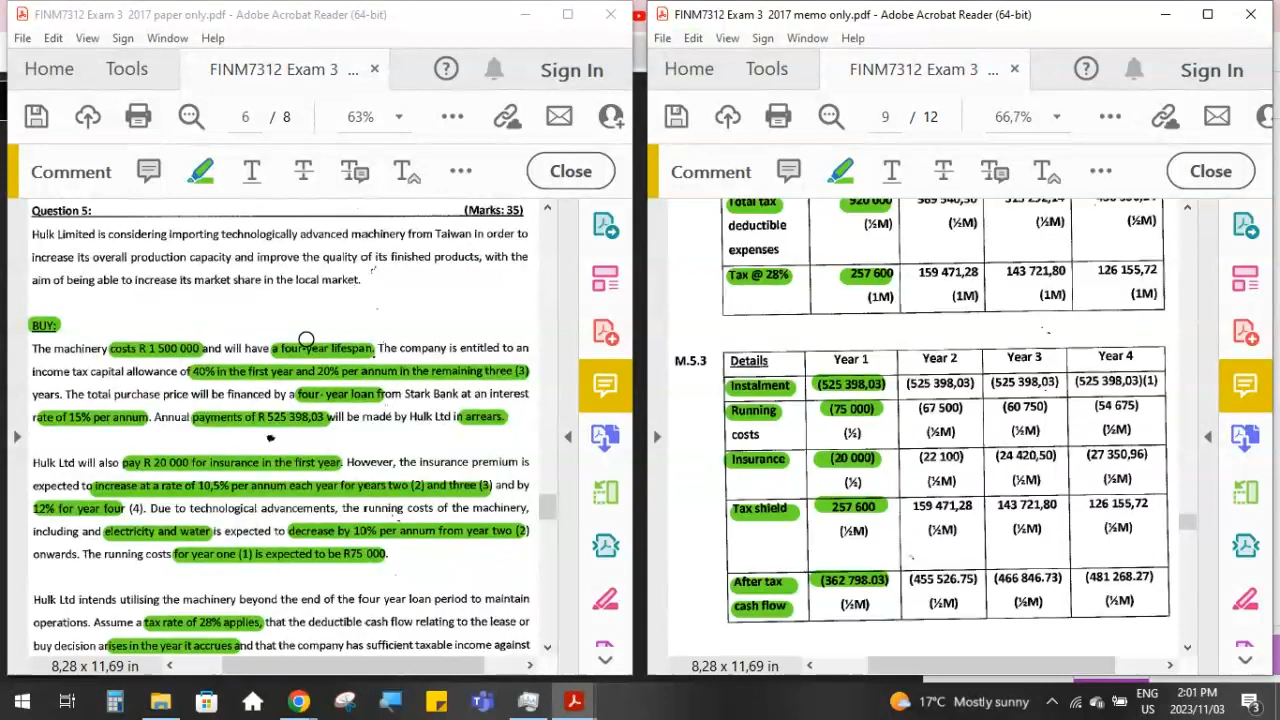 FINM7312 Exam 3 2017 paper only.pdf - Adobe Acrobat Reader (64-bit)
File Edit View Sign Window Help
Home Tools FINM7312 Exam 3 ... Sign In
6 / 8 63%
Comment Close
Question 5: (Marks: 35)
Hulk Limited is considering importing technologically advanced machinery from Taiwan in order to
increase its overall production capacity and improve the quality of its finished products, with the
aim of being able to increase its market share in the local market.
BUY:
The machinery costs R 1 500 000 and will have a four-year lifespan. The company is entitled to an
income tax capital allowance of 40% in the first year and 20% per annum in the remaining three (3)
years. The total purchase price will be financed by a four- year loan from Stark Bank at an interest
rate of 15% per annum. Annual payments of R 525 398,03 will be made by Hulk Ltd in arrears.
Hulk Ltd will also pay R 20 000 for insurance in the first year. However, the insurance premium is
expected to increase at a rate of 10,5% per annum each year for years two (2) and three (3) and by
12% for year four (4). Due to technological advancements, the running costs of the machinery,
including and electricity and water is expected to decrease by 10% per annum from year two (2)
onwards. The running costs for year one (1) is expected to be R75 000.
Hulk Ltd intends utilising the machinery beyond the end of the four year loan period to maintain
operations. Assume a tax rate of 28% applies, that the deductible cash flow relating to the lease or
buy decision arises in the year it accrues and that the company has sufficient taxable income against
8,28 x 11,69 in
FINM7312 Exam 3 2017 memo only.pdf - Adobe Acrobat Reader (64-bit)
File Edit View Sign Window Help
Home Tools FINM7312 Exam 3 ... Sign In
9 / 12 66,7%
Comment Close
Total tax 920 000
deductible (½M) (½M) (½M) (½M)
expenses
Tax @ 28% 257 600 159 471,28 143 721,80 126 155,72
(1M) (1M) (1M) (1M)
M.5.3 Details Year 1 Year 2 Year 3 Year 4
Instalment (525 398,03) (525 398,03) (525 398,03) (525 398,03)(1)
Running (75 000) (67 500) (60 750) (54 675)
costs (½) (½M) (½M) (½M)
Insurance (20 000) (22 100) (24 420,50) (27 350,96)
(½) (½M) (½M) (½M)
Tax shield 257 600 159 471,28 143 721,80 126 155,72
(½M) (½M) (½M) (½M)
After tax (362 798.03) (455 526.75) (466 846.73) (481 268.27)
cash flow (½M) (½M) (½M) (½M)
8,28 x 11,69 in
17°C Mostly sunny
ENG
US
2:01 PM
2023/11/03
3